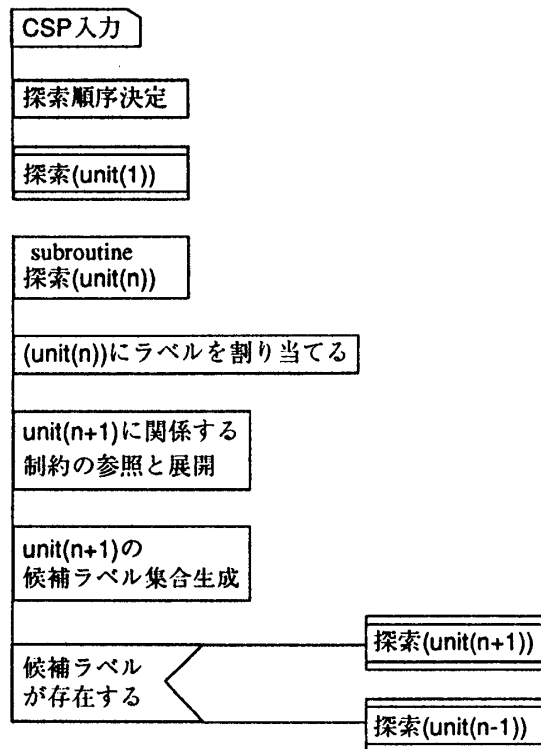 CSP入力
探索順序決定
探索(unit(1))
subroutine
探索(unit(n))
(unit(n))にラベルを割り当てる
unit(n+1)に関係する
制約の参照と展開
unit(n+1)の
候補ラベル集合生成
候補ラベル
が存在する
探索(unit(n+1))
探索(unit(n-1))